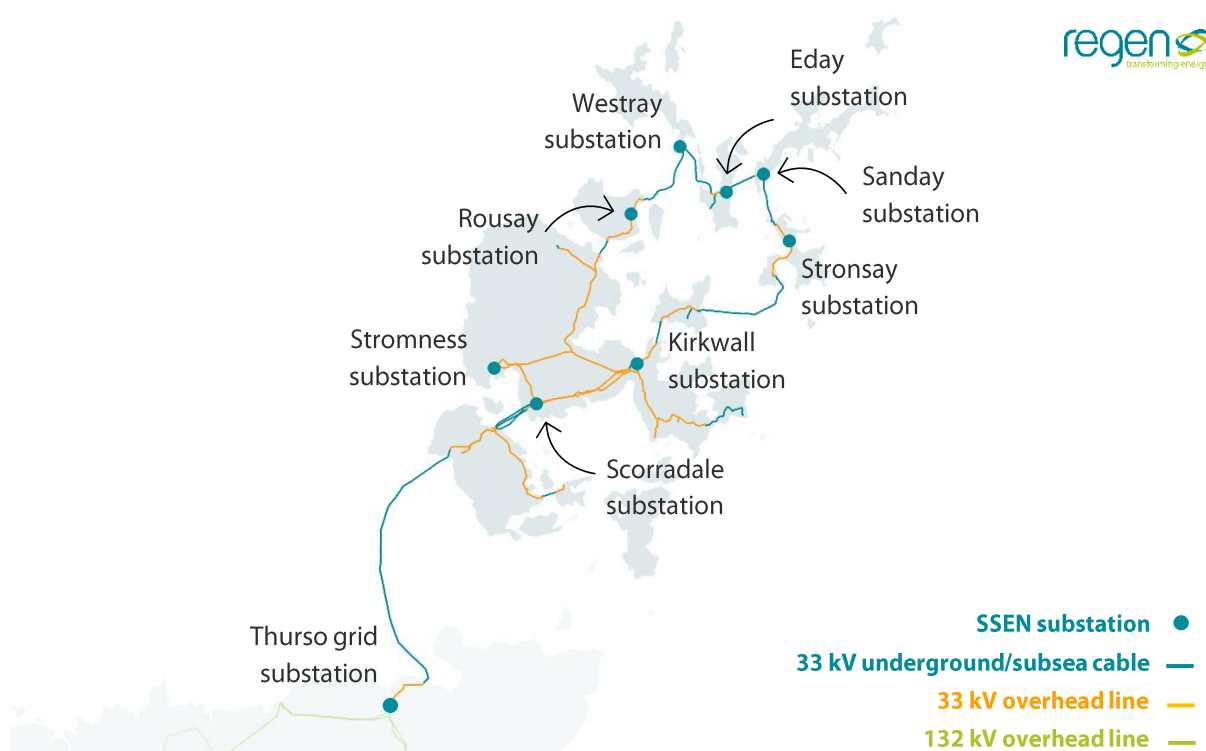 regen
transforming energy
Eday
substation
Westray
substation
Sanday
substation
Rousay
substation
Stronsay
substation
Stromness
substation
Kirkwall
substation
Scorradale
substation
Thurso grid
substation
SSEN substation
33 kV underground/subsea cable
33 kV overhead line
132 kV overhead line